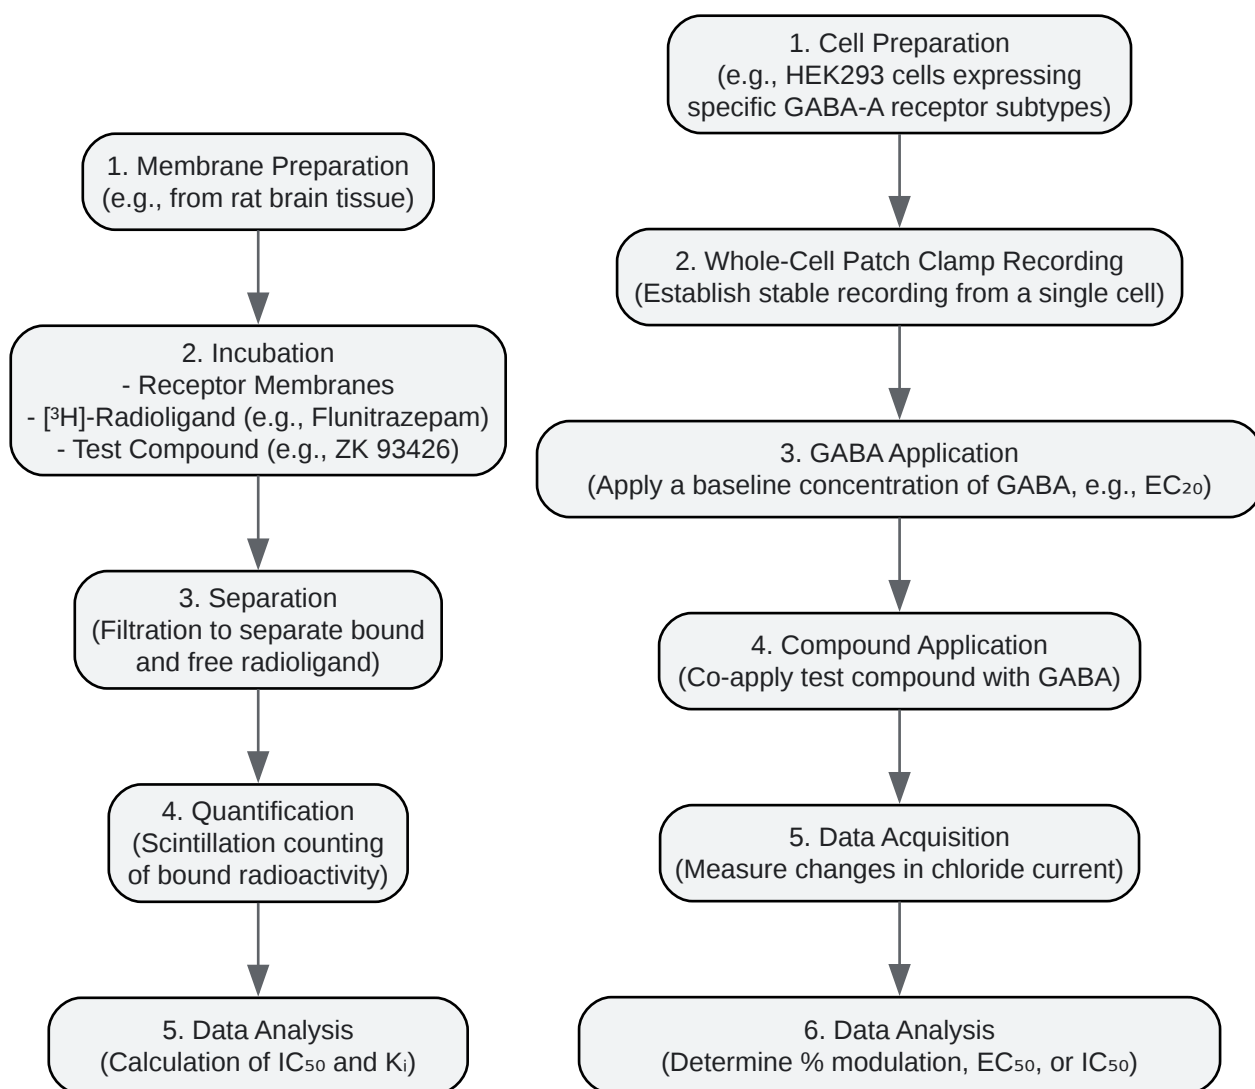 1. Membrane Preparation
(e.g., from rat brain tissue)
2. Incubation
- Receptor Membranes
- [³H]-Radioligand (e.g., Flunitrazepam)
- Test Compound (e.g., ZK 93426)
3. Separation
(Filtration to separate bound
and free radioligand)
4. Quantification
(Scintillation counting
of bound radioactivity)
5. Data Analysis
(Calculation of IC₅₀ and Kᵢ)
1. Cell Preparation
(e.g., HEK293 cells expressing
specific GABA-A receptor subtypes)
2. Whole-Cell Patch Clamp Recording
(Establish stable recording from a single cell)
3. GABA Application
(Apply a baseline concentration of GABA, e.g., EC₂₀)
4. Compound Application
(Co-apply test compound with GABA)
5. Data Acquisition
(Measure changes in chloride current)
6. Data Analysis
(Determine % modulation, EC₅₀, or IC₅₀)